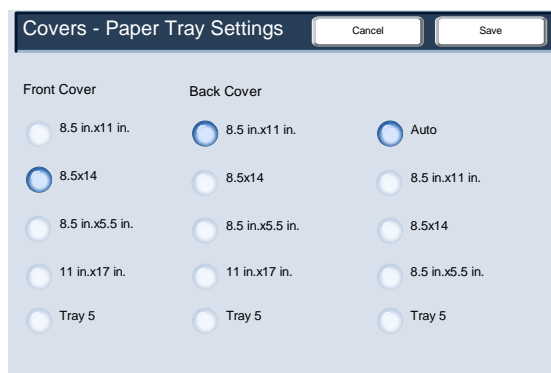 Covers - Paper Tray Settings
Cancel
Save
Front Cover
Back Cover
8.5 in.x11 in.
8.5 in.x11 in.
Auto
8.5x14
8.5x14
8.5 in.x11 in.
8.5 in.x5.5 in.
8.5 in.x5.5 in.
8.5x14
11 in.x17 in.
11 in.x17 in.
8.5 in.x5.5 in.
Tray 5
Tray 5
Tray 5